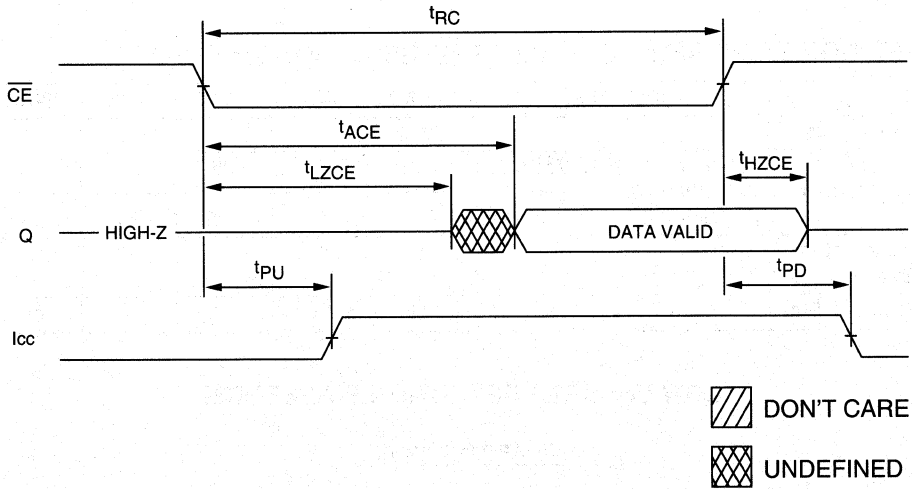 tRC
CE
tACE
tLZCE
tHZCE
Q HIGH-Z DATA VALID
tPU tPD
Icc
DON'T CARE
UNDEFINED